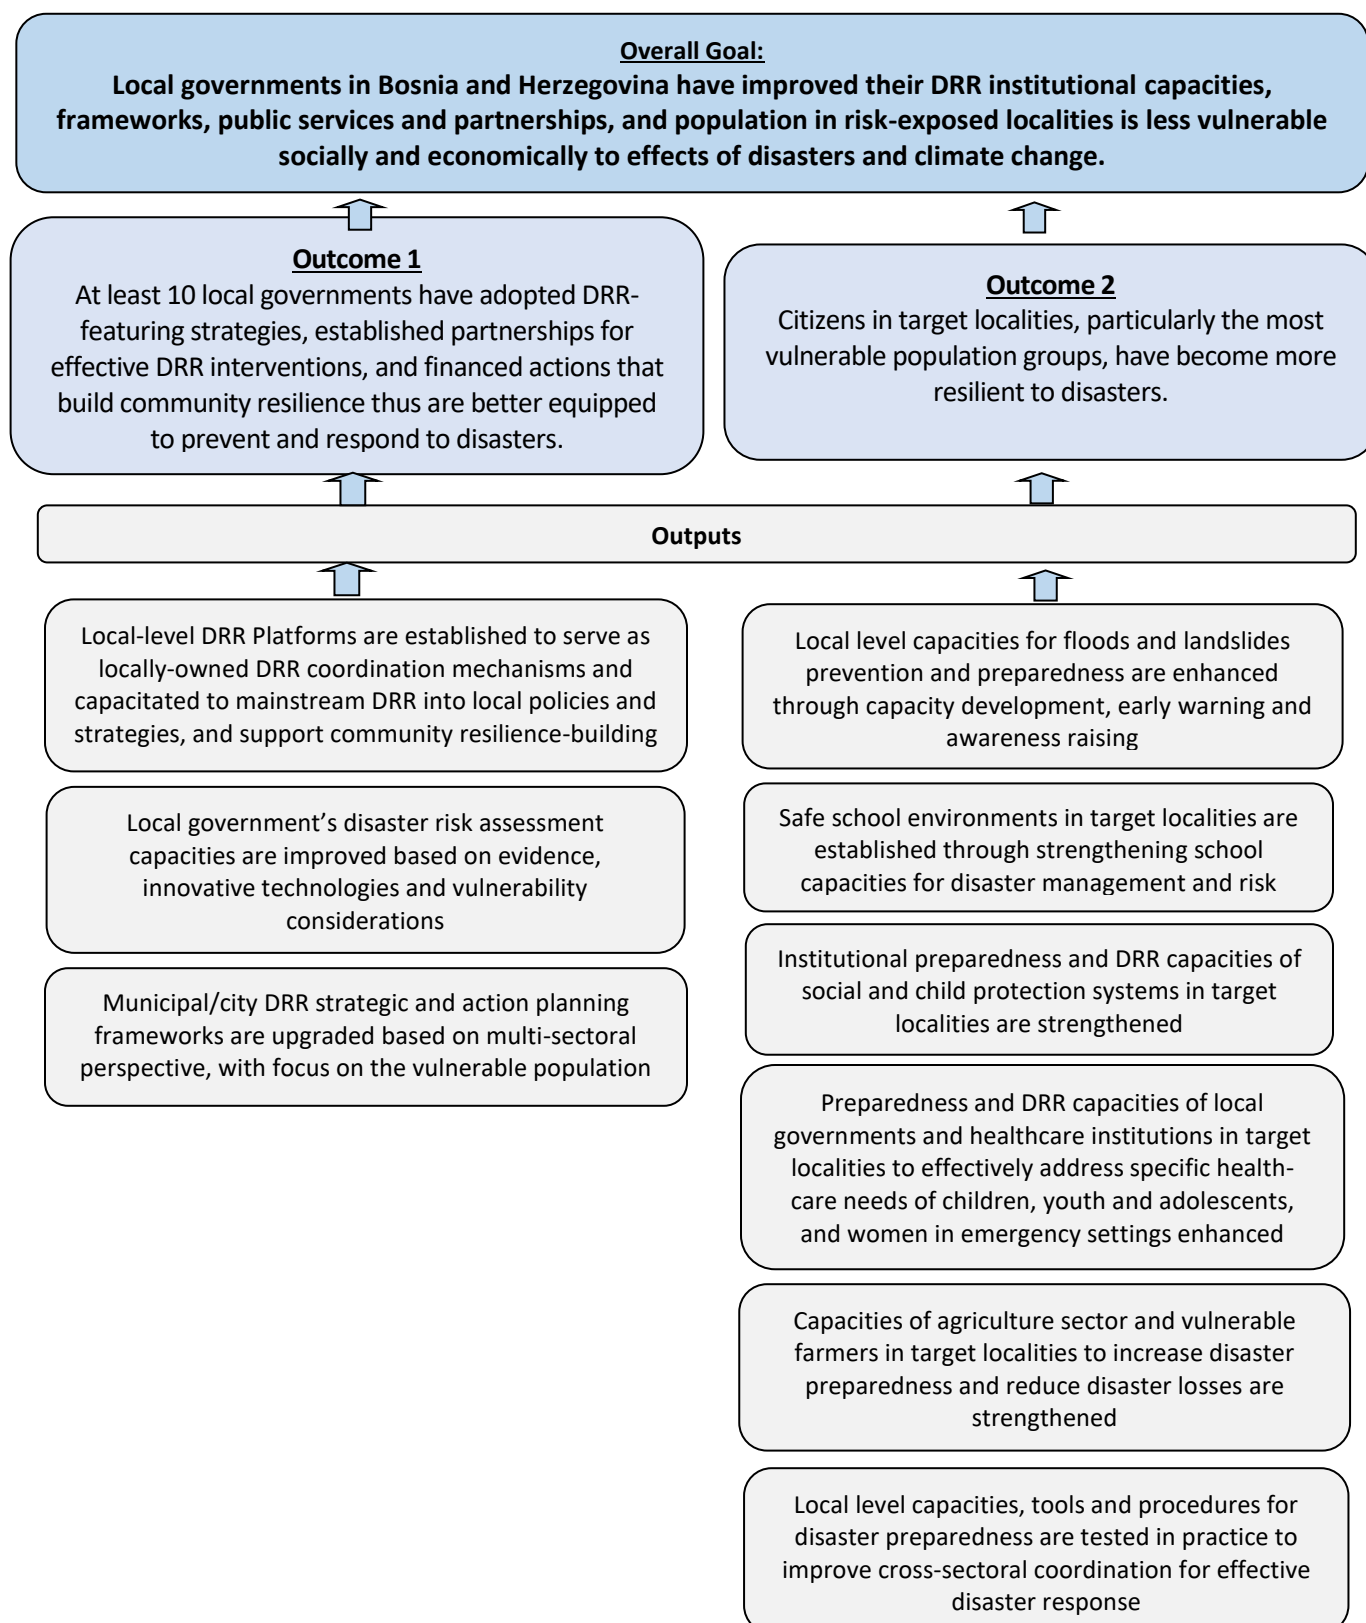 Overall Goal:
Local governments in Bosnia and Herzegovina have improved their DRR institutional capacities,
frameworks, public services and partnerships, and population in risk-exposed localities is less vulnerable
socially and economically to effects of disasters and climate change.
Outcome 1
At least 10 local governments have adopted DRR-
featuring strategies, established partnerships for
effective DRR interventions, and financed actions that
build community resilience thus are better equipped
to prevent and respond to disasters.
Outcome 2
Citizens in target localities, particularly the most
vulnerable population groups, have become more
resilient to disasters.
Outputs
Local-level DRR Platforms are established to serve as
locally-owned DRR coordination mechanisms and
capacitated to mainstream DRR into local policies and
strategies, and support community resilience-building
Local government’s disaster risk assessment
capacities are improved based on evidence,
innovative technologies and vulnerability
considerations
Municipal/city DRR strategic and action planning
frameworks are upgraded based on multi-sectoral
perspective, with focus on the vulnerable population
Local level capacities for floods and landslides
prevention and preparedness are enhanced
through capacity development, early warning and
awareness raising
Safe school environments in target localities are
established through strengthening school
capacities for disaster management and risk
Institutional preparedness and DRR capacities of
social and child protection systems in target
localities are strengthened
Preparedness and DRR capacities of local
governments and healthcare institutions in target
localities to effectively address specific health-
care needs of children, youth and adolescents,
and women in emergency settings enhanced
Capacities of agriculture sector and vulnerable
farmers in target localities to increase disaster
preparedness and reduce disaster losses are
strengthened
Local level capacities, tools and procedures for
disaster preparedness are tested in practice to
improve cross-sectoral coordination for effective
disaster response